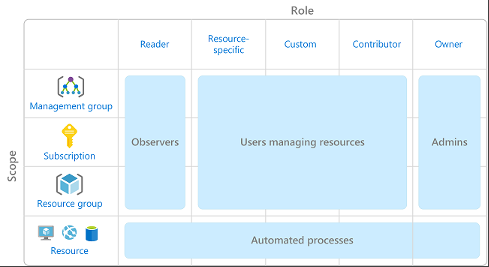 Role
Reader
Resource-
specific
Custom
Contributor
Owner
Scope
Management group
Subscription
Resource group
Resource
Observers
Users managing resources
Admins
Automated processes